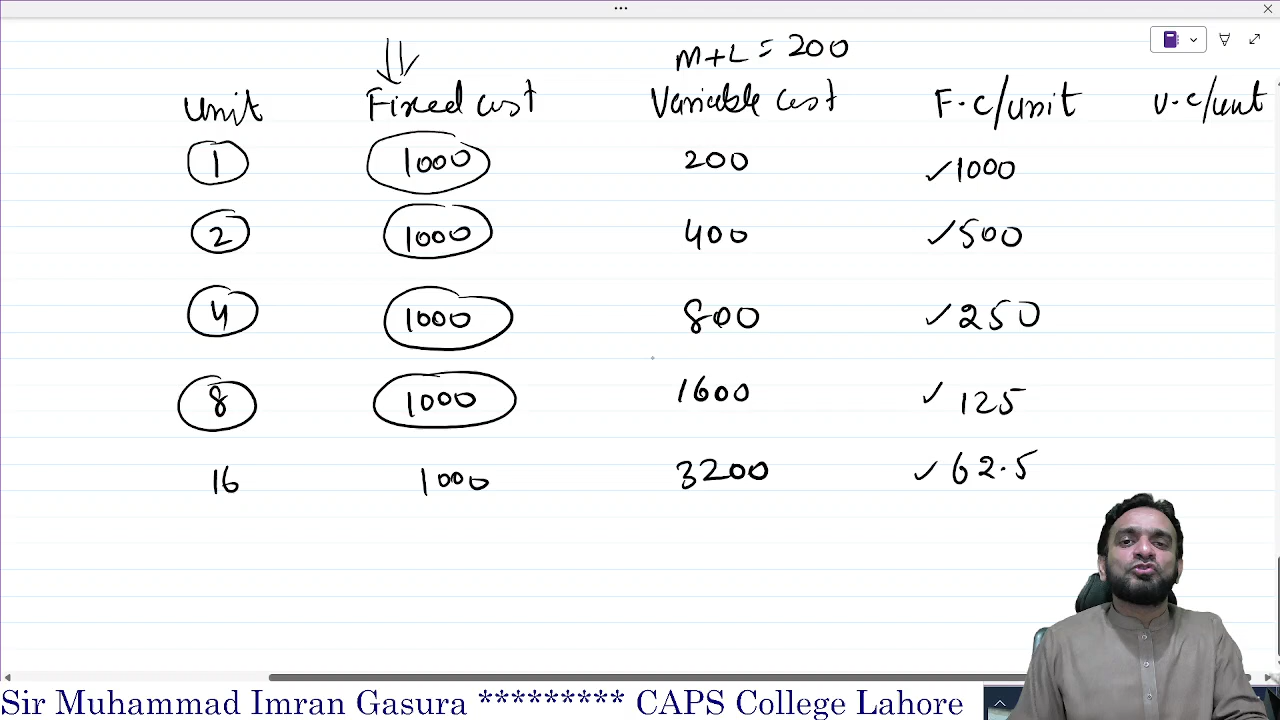 M+L = 200
Unit Fixed cost Variable Cost F.C/unit V.C/unit
1 1000 200 ✓1000
2 1000 400 ✓500
4 1000 800 ✓250
8 1000 1600 ✓125
16 1000 3200 ✓62.5
Sir Muhammad Imran Gasura ********* CAPS College Lahore